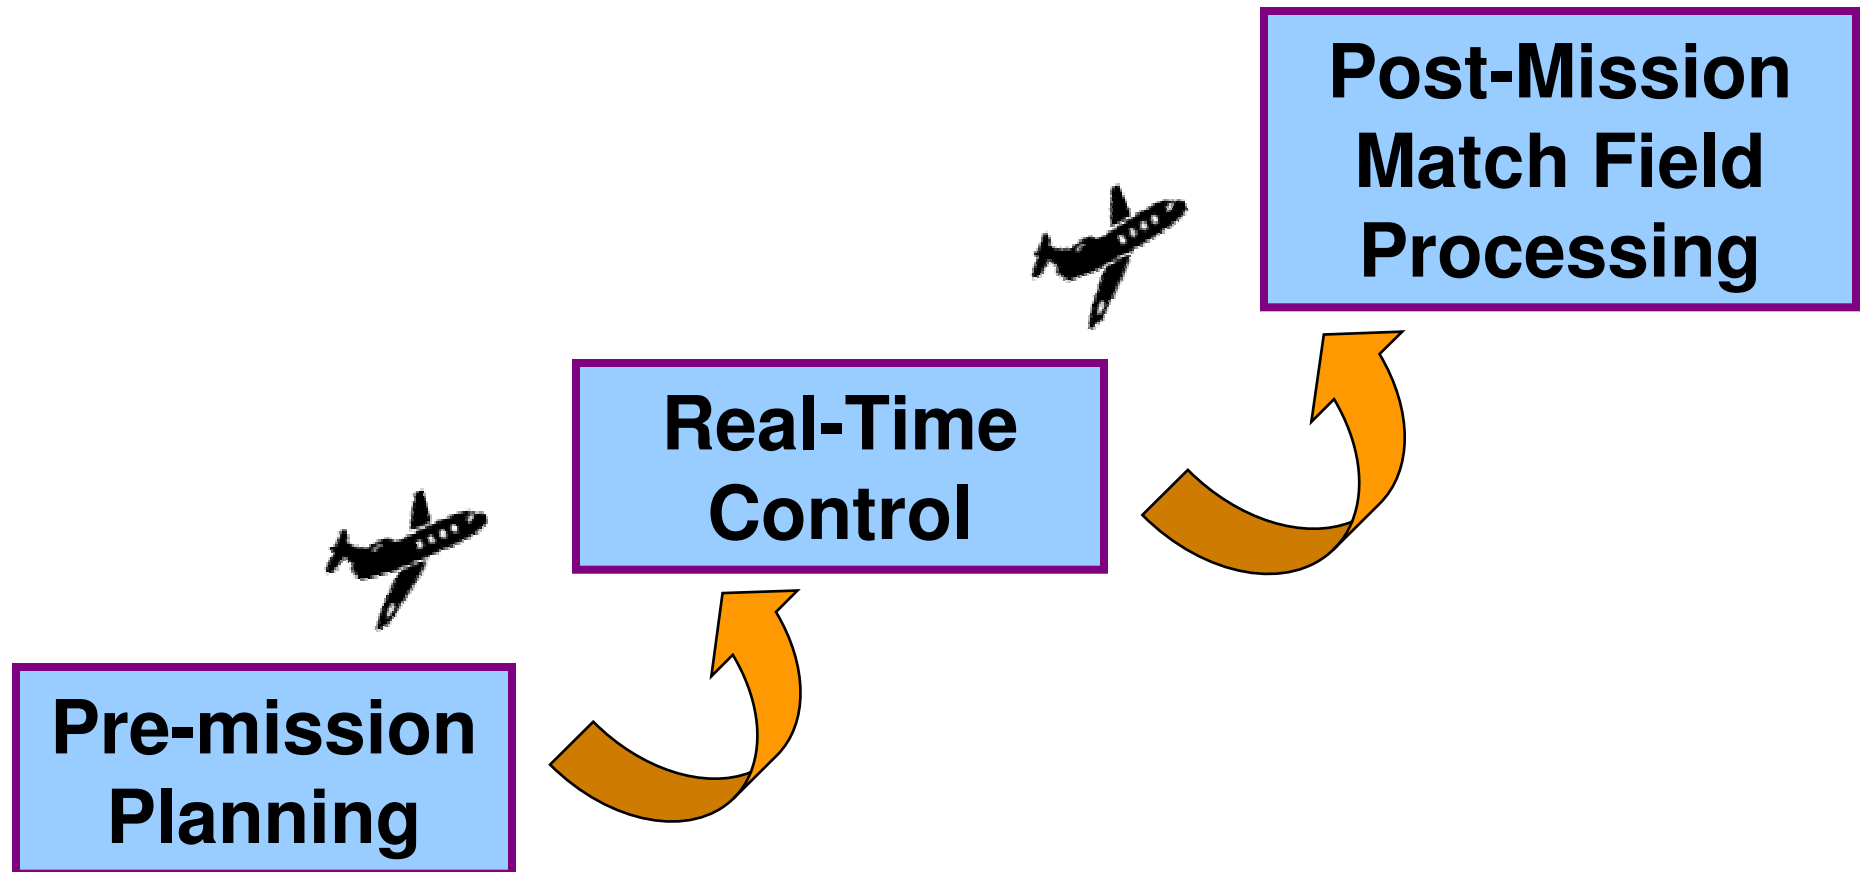 Post-Mission
Match Field
Processing
Real-Time
Control
Pre-mission
Planning